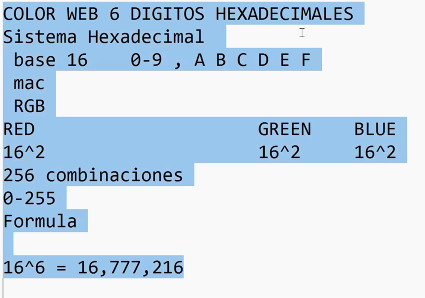 COLOR WEB 6 DIGITOS HEXADECIMALES
Sistema Hexadecimal
base 16 0-9 , A B C D E F
mac
RGB
RED GREEN BLUE
16^2 16^2 16^2
256 combinaciones
0-255
Formula
16^6 = 16,777,216